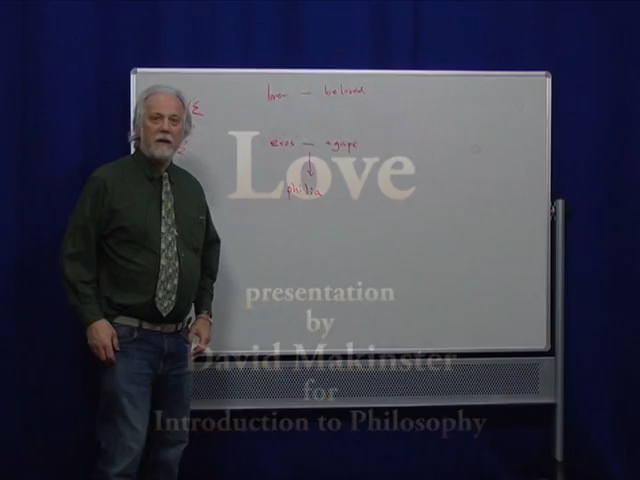 lover — beloved
eros — agape
philia
Love
presentation
by
David Makinster
for
Introduction to Philosophy